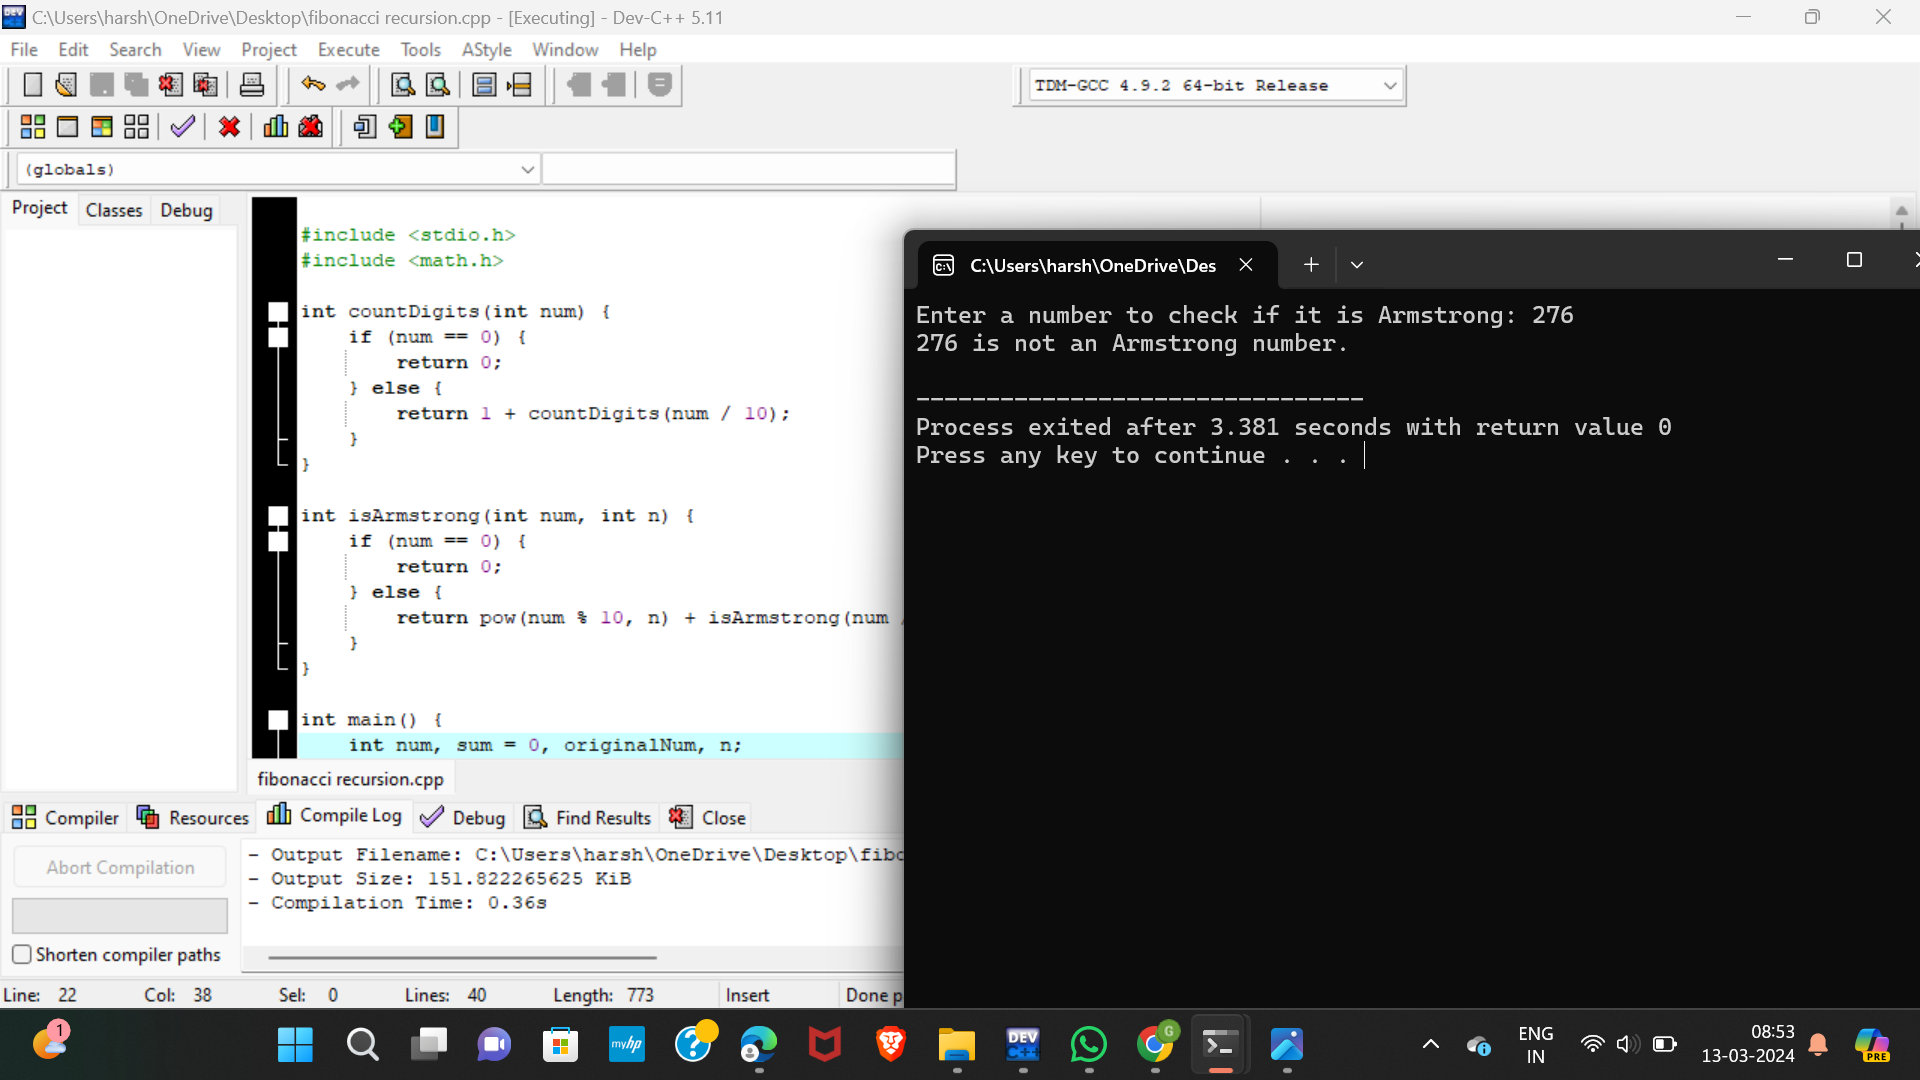 C:\Users\harsh\OneDrive\Desktop\fibonacci recursion.cpp - [Executing] - Dev-C++ 5.11
File Edit Search View Project Execute Tools AStyle Window Help
TDM-GCC 4.9.2 64-bit Release
(globals)
Project Classes Debug
#include <stdio.h>
#include <math.h>
int countDigits(int num) {
if (num == 0) {
return 0;
} else {
return 1 + countDigits(num / 10);
}
}
int isArmstrong(int num, int n) {
if (num == 0) {
return 0;
} else {
return pow(num % 10, n) + isArmstrong(num
}
}
int main() {
int num, sum = 0, originalNum, n;
fibonacci recursion.cpp
C:\Users\harsh\OneDrive\Des
Enter a number to check if it is Armstrong: 276
276 is not an Armstrong number.
--------------------------------
Process exited after 3.381 seconds with return value 0
Press any key to continue . . .
Compiler Resources Compile Log Debug Find Results Close
Abort Compilation
Shorten compiler paths
- Output Filename: C:\Users\harsh\OneDrive\Desktop\fibo
- Output Size: 151.822265625 KiB
- Compilation Time: 0.36s
Line: 22 Col: 38 Sel: 0 Lines: 40 Length: 773 Insert Done p
1
myhp
DEV C++
G
ENG
IN
08:53
13-03-2024
PRE